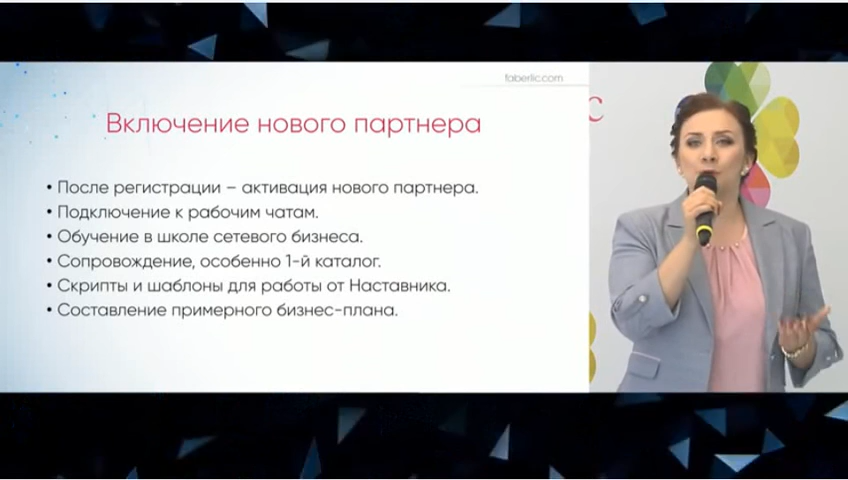 faberlic.com
Включение нового партнера
• После регистрации – активация нового партнера.
• Подключение к рабочим чатам.
• Обучение в школе сетевого бизнеса.
• Сопровождение, особенно 1-й каталог.
• Скрипты и шаблоны для работы от Наставника.
• Составление примерного бизнес-плана.